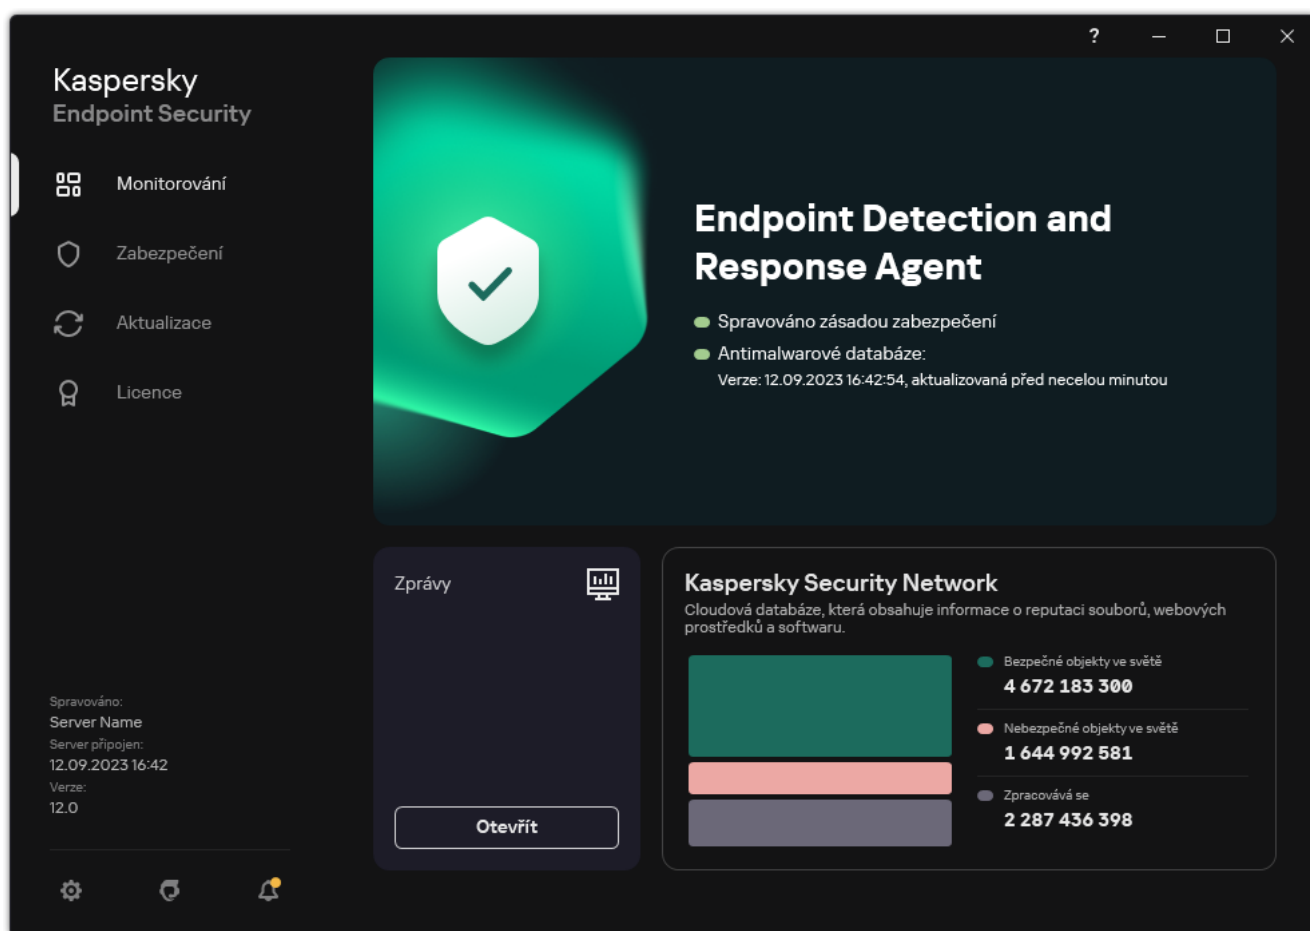 ?
Kaspersky
Endpoint Security
Monitorování
Zabezpečení
Aktualizace
Licence
Spravováno:
Server Name
Server připojen:
12.09.2023 16:42
Verze:
12.0
Endpoint Detection and
Response Agent
Spravováno zásadou zabezpečení
Antimalwarové databáze:
Verze: 12.09.2023 16:42:54, aktualizovaná před necelou minutou
Zprávy
Otevřít
Kaspersky Security Network
Cloudová databáze, která obsahuje informace o reputaci souborů, webových
prostředků a softwaru.
Bezpečné objekty ve světě
4 672 183 300
Nebezpečné objekty ve světě
1 644 992 581
Zpracovává se
2 287 436 398